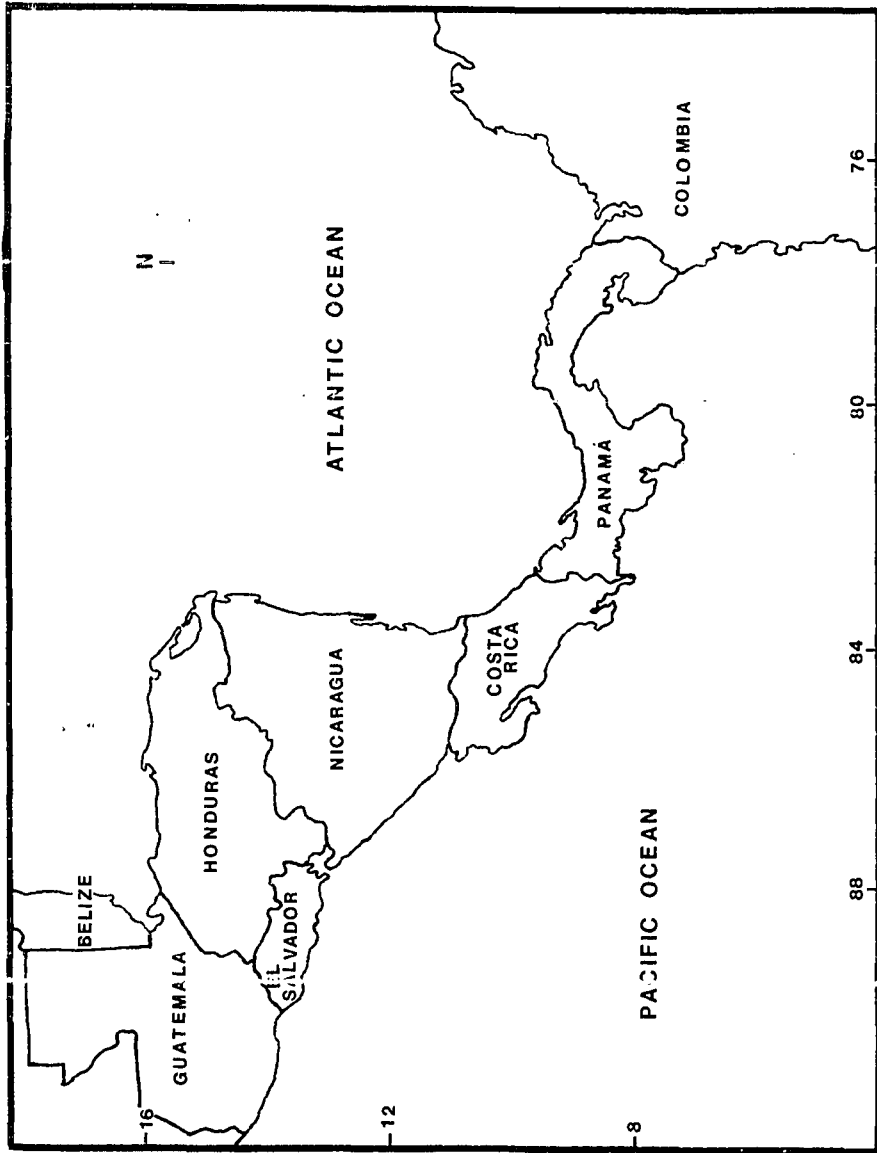 N
BELIZE
GUATEMALA
HONDURAS
EL
SALVADOR
NICARAGUA
COSTA
RICA
PANAMÁ
COLOMBIA
ATLANTIC OCEAN
PACIFIC OCEAN
16
12
8
88
84
80
76